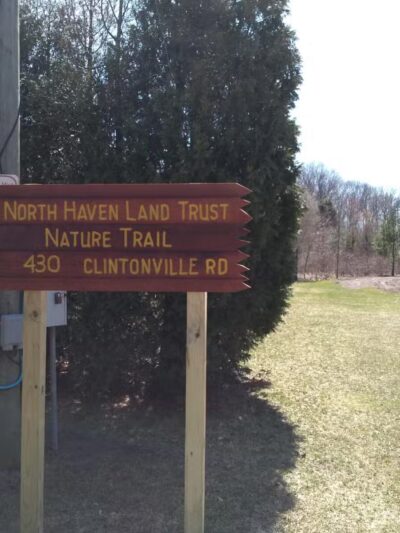 North Haven Land Trust
Nature Trail
430 Clintonville Rd